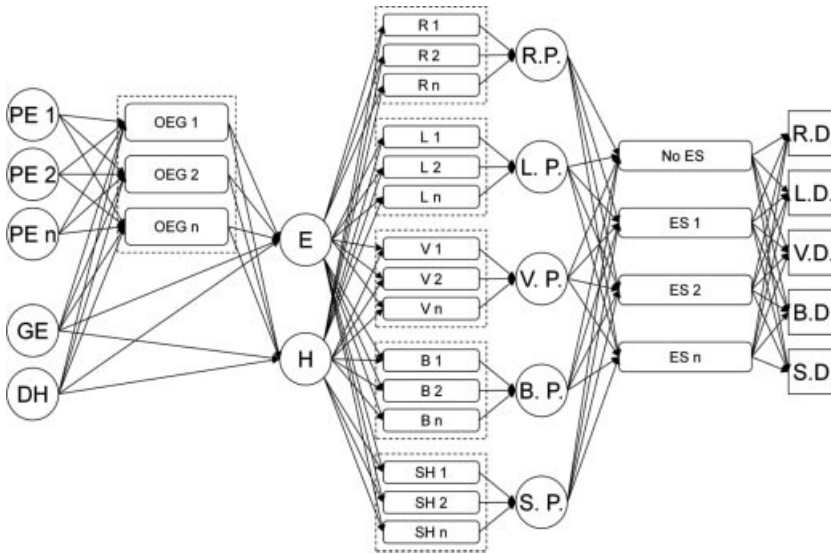 PE 1
PE 2
PE n
GE
DH
OEG 1
OEG 2
OEG n
E
H
R 1
R 2
R n
L 1
L 2
L n
V 1
V 2
V n
B 1
B 2
B n
SH 1
SH 2
SH n
R.P.
L. P.
V. P.
B. P.
S. P.
No ES
ES 1
ES 2
ES n
R.D.
L.D.
V.D.
B.D.
S.D.